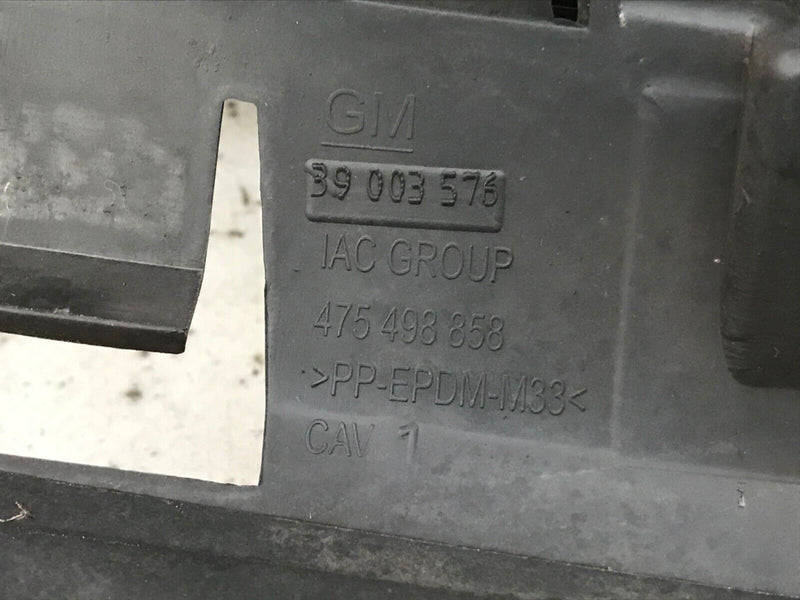 GM
39 003 576
IAC GROUP
475 498 858
>PP-EPDM-M33<
CAV 1